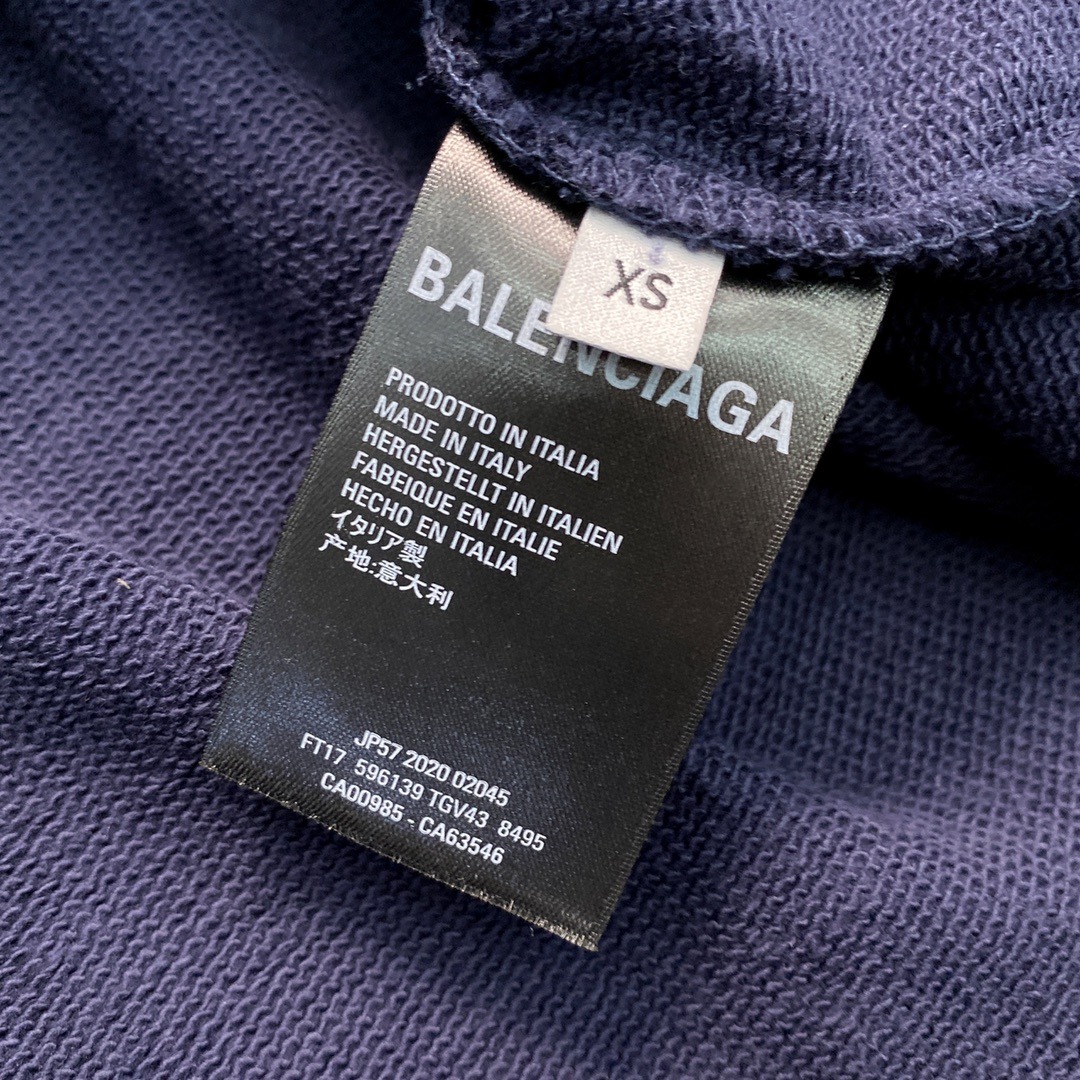 XS
BALENCIAGA
PRODOTTO IN ITALIA
MADE IN ITALY
HERGESTELLT IN ITALIEN
FABEIQUE EN ITALIE
HECHO EN ITALIA
イタリア製
产地:意大利
JP57 2020 02045
FT17 596139 TGV43 8495
CA00985 - CA63546